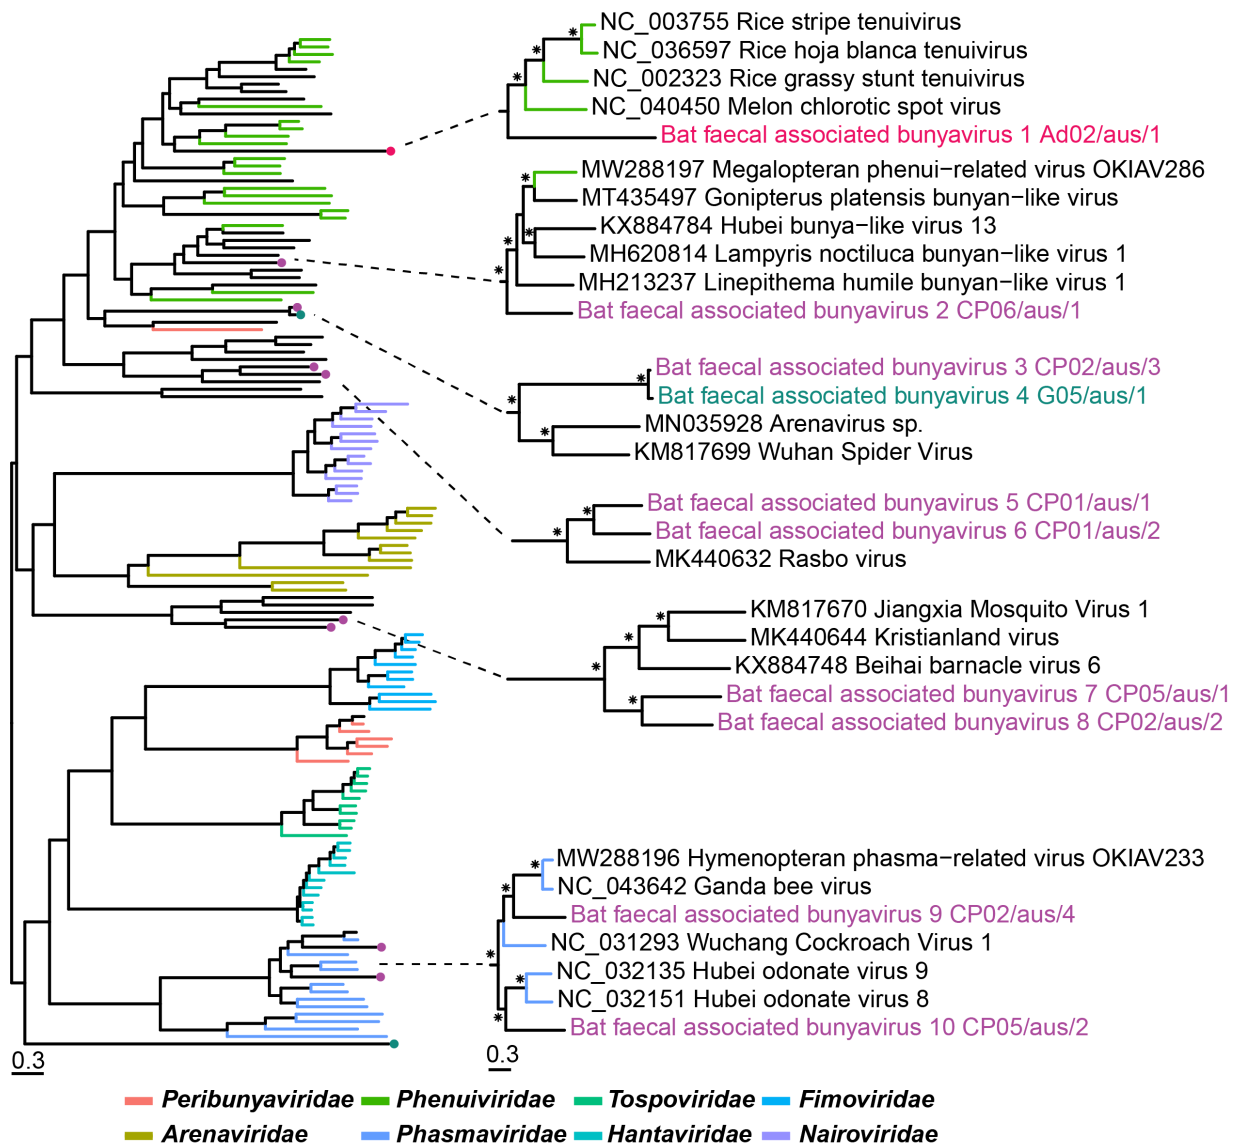 NC_003755 Rice stripe tenuivirus
NC_036597 Rice hoja blanca tenuivirus
NC_002323 Rice grassy stunt tenuivirus
NC_040450 Melon chlorotic spot virus
Bat faecal associated bunyavirus 1 Ad02/aus/1
MW288197 Megalopteran phenui−related virus OKIAV286
MT435497 Gonipterus platensis bunyan−like virus
KX884784 Hubei bunya−like virus 13
MH620814 Lampyris noctiluca bunyan−like virus 1
MH213237 Linepithema humile bunyan−like virus 1
Bat faecal associated bunyavirus 2 CP06/aus/1
Bat faecal associated bunyavirus 3 CP02/aus/3
Bat faecal associated bunyavirus 4 G05/aus/1
MN035928 Arenavirus sp.
KM817699 Wuhan Spider Virus
Bat faecal associated bunyavirus 5 CP01/aus/1
Bat faecal associated bunyavirus 6 CP01/aus/2
MK440632 Rasbo virus
KM817670 Jiangxia Mosquito Virus 1
MK440644 Kristianland virus
KX884748 Beihai barnacle virus 6
Bat faecal associated bunyavirus 7 CP05/aus/1
Bat faecal associated bunyavirus 8 CP02/aus/2
MW288196 Hymenopteran phasma−related virus OKIAV233
NC_043642 Ganda bee virus
Bat faecal associated bunyavirus 9 CP02/aus/4
NC_031293 Wuchang Cockroach Virus 1
NC_032135 Hubei odonate virus 9
NC_032151 Hubei odonate virus 8
Bat faecal associated bunyavirus 10 CP05/aus/2
0.3 0.3
Peribunyaviridae Phenuiviridae Tospoviridae Fimoviridae
Arenaviridae Phasmaviridae Hantaviridae Nairoviridae